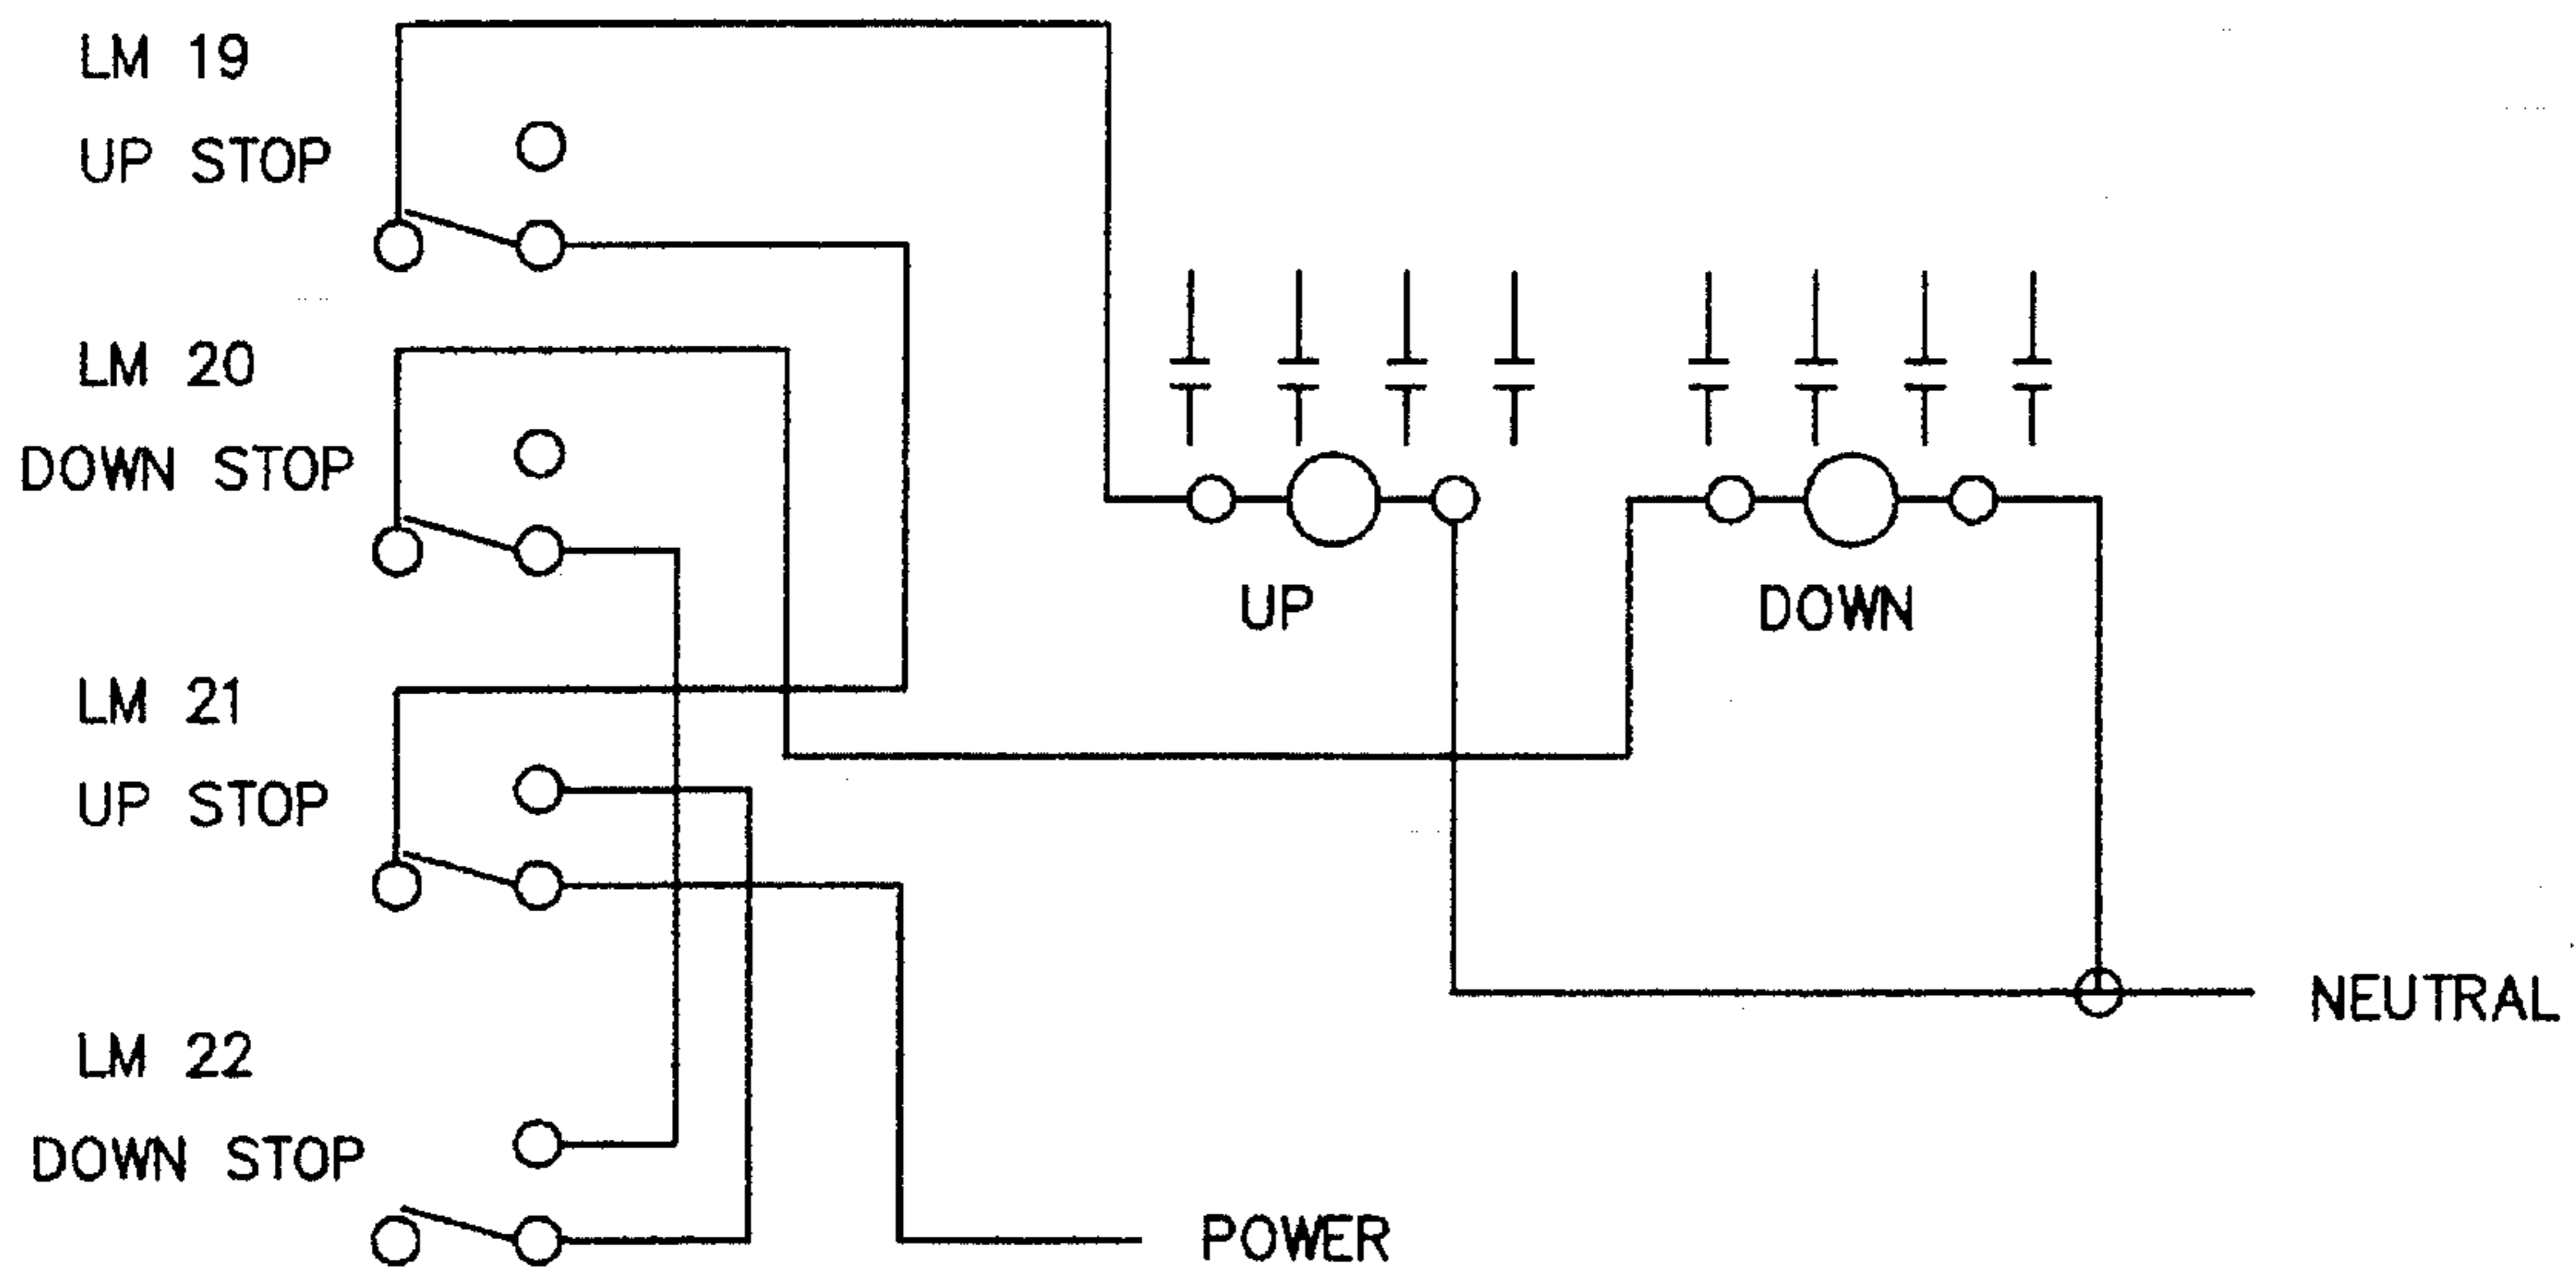 LM 19
UP STOP
LM 20
DOWN STOP
UP
DOWN
LM 21
UP STOP
NEUTRAL
LM 22
DOWN STOP
POWER